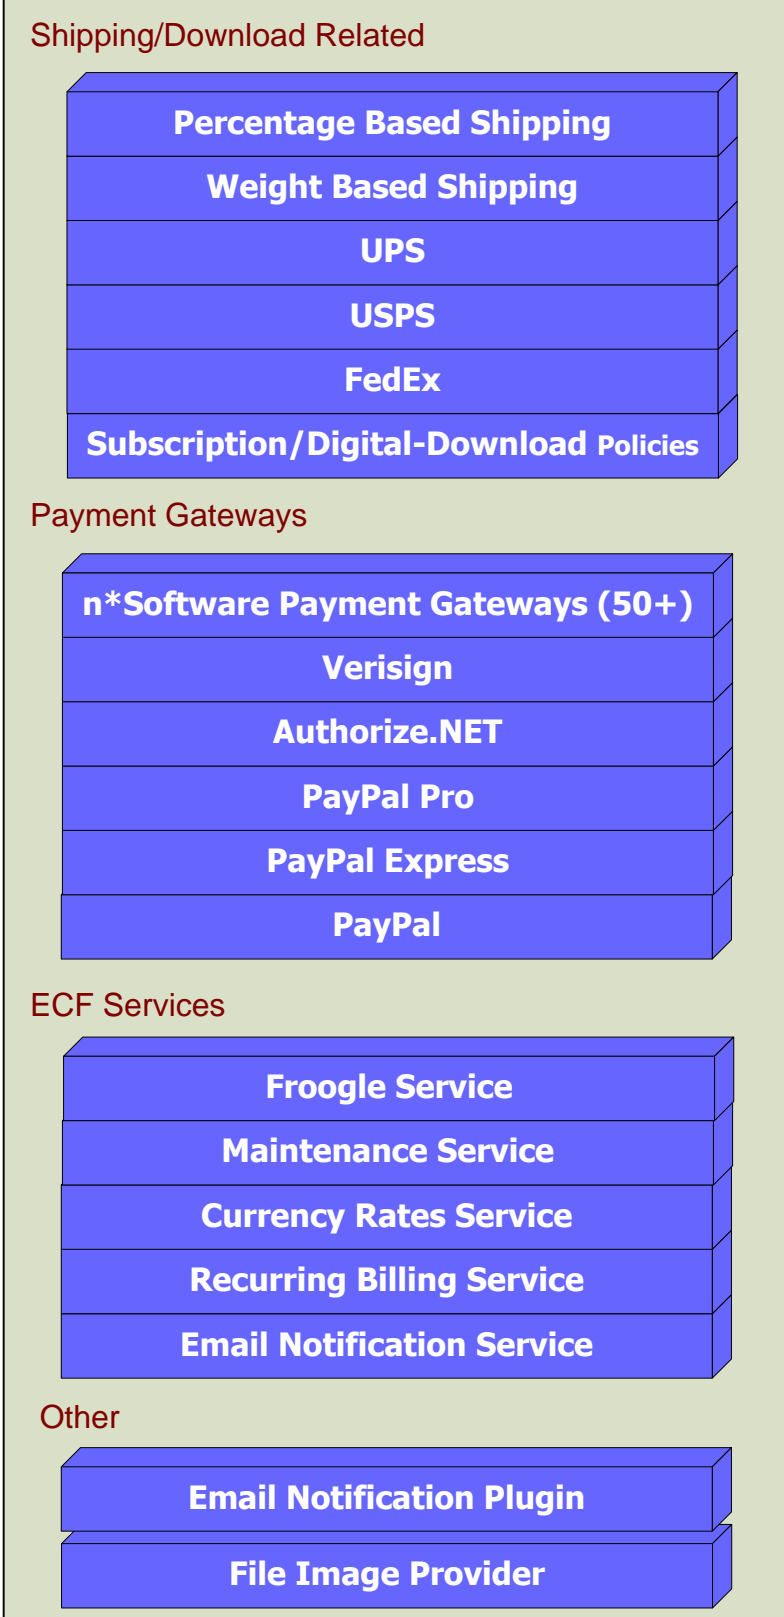 Shipping/Download Related
Percentage Based Shipping
Weight Based Shipping
UPS
USPS
FedEx
Subscription/Digital-Download Policies
Payment Gateways
n*Software Payment Gateways (50+)
Verisign
Authorize.NET
PayPal Pro
PayPal Express
PayPal
ECF Services
Froogle Service
Maintenance Service
Currency Rates Service
Recurring Billing Service
Email Notification Service
Other
Email Notification Plugin
File Image Provider